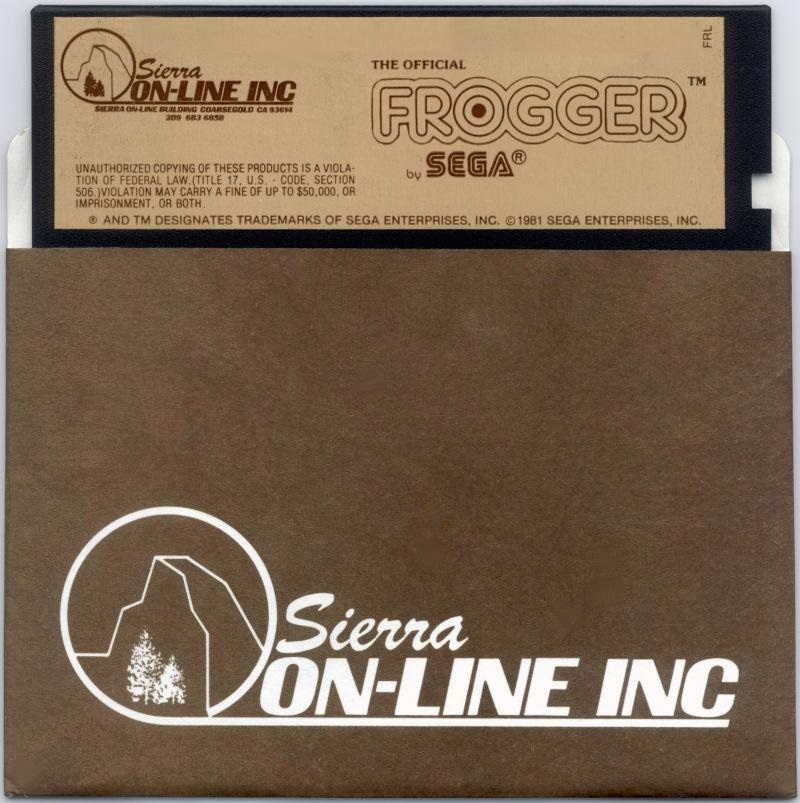 FRL
Sierra
ON-LINE INC
SIERRA ON-LINE BUILDING COARSEGOLD CA 93614
209 683 6858
THE OFFICIAL
FROGGER™
by SEGA®
UNAUTHORIZED COPYING OF THESE PRODUCTS IS A VIOLA-
TION OF FEDERAL LAW.(TITLE 17, U.S. - CODE, SECTION
506.)VIOLATION MAY CARRY A FINE OF UP TO $50,000, OR
IMPRISONMENT, OR BOTH.
® AND TM DESIGNATES TRADEMARKS OF SEGA ENTERPRISES, INC. ©1981 SEGA ENTERPRISES, INC.
Sierra
ON-LINE INC